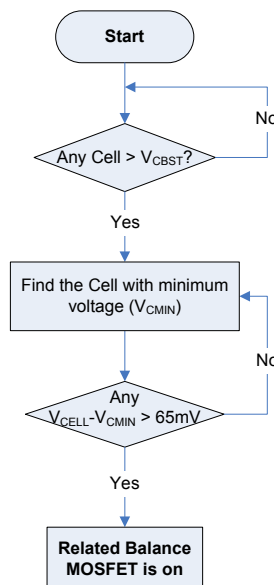 Start
No
Any Cell > VCBST?
Yes
Find the Cell with minimum
voltage (VCMIN)
No
Any
VCELL-VCMIN > 65mV
Yes
Related Balance
MOSFET is on